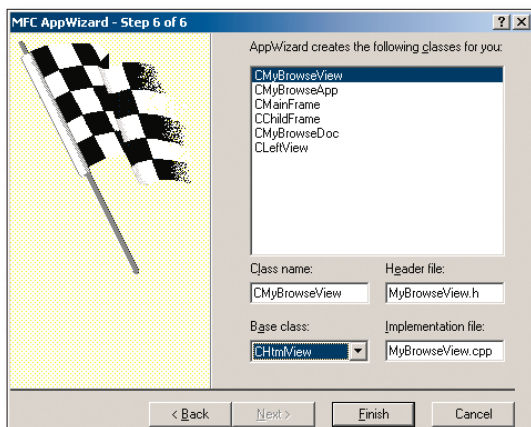 MFC AppWizard - Step 6 of 6
AppWizard creates the following classes for you:
CMyBrowseView
CMyBrowseApp
CMainFrame
CChildFrame
CMyBrowseDoc
CLeftView
Class name:
Header file:
CMyBrowseView
MyBrowseView.h
Base class:
Implementation file:
CHtmlView
MyBrowseView.cpp
< Back
Next >
Finish
Cancel